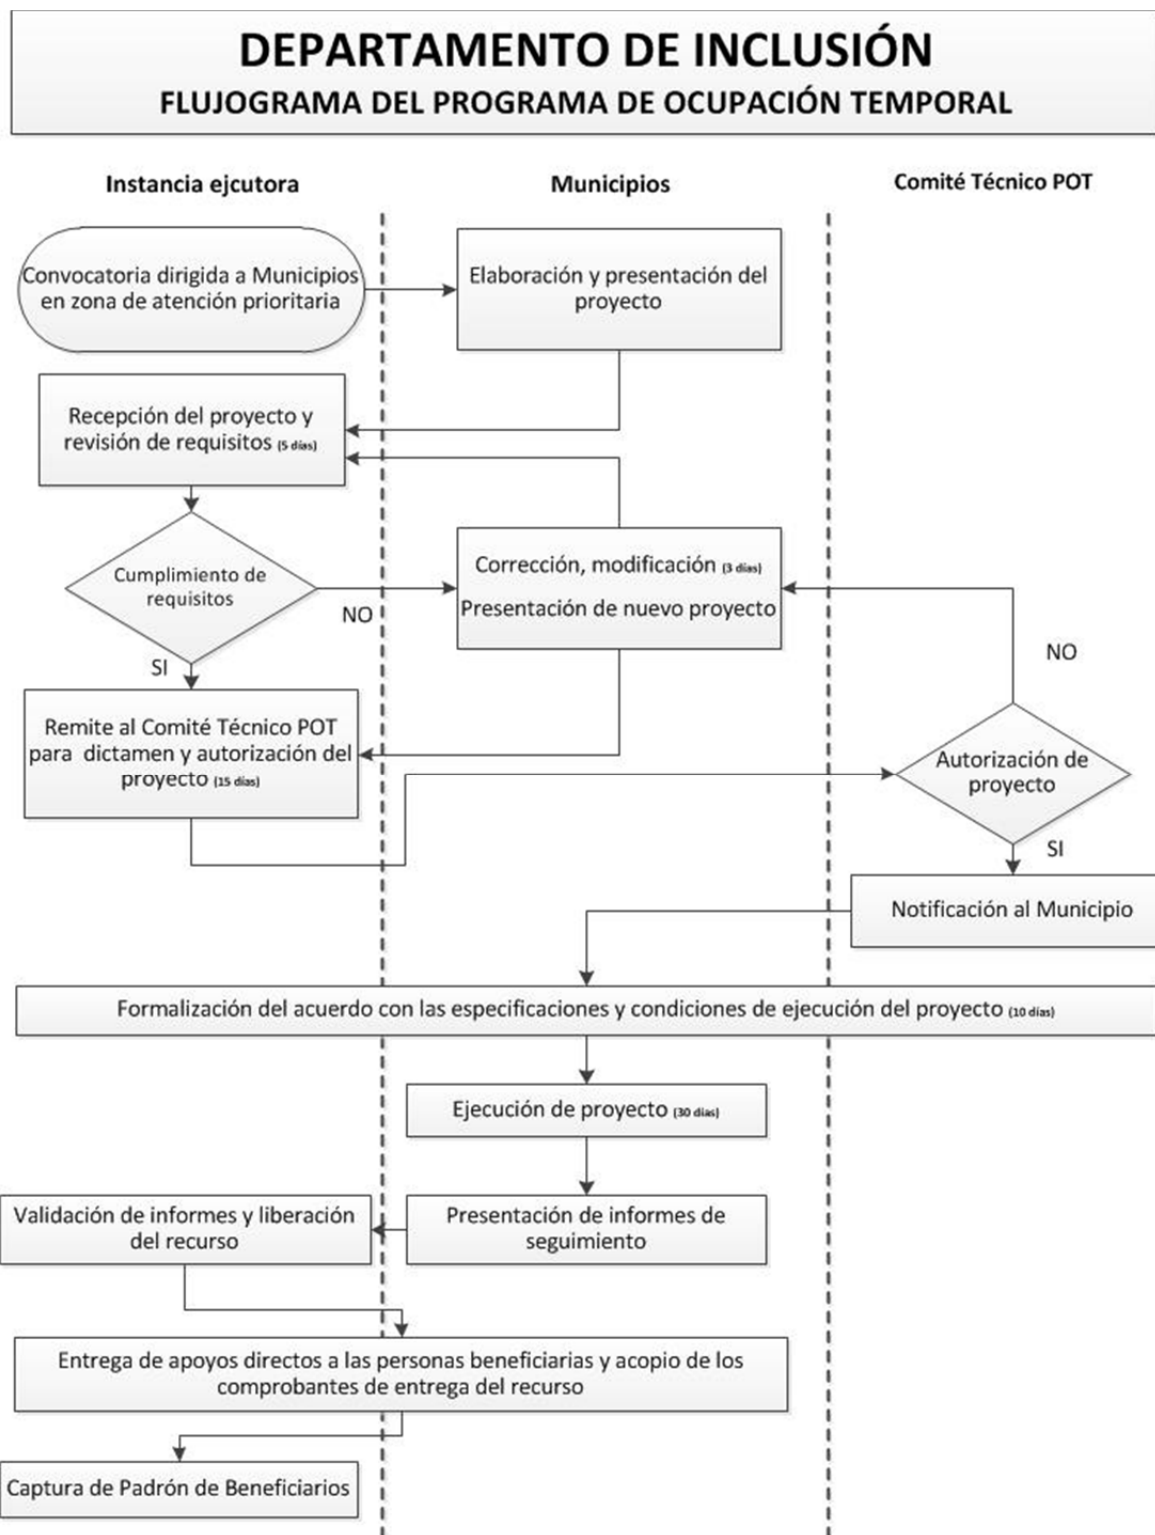 DEPARTAMENTO DE INCLUSIÓN
FLUJOGRAMA DEL PROGRAMA DE OCUPACIÓN TEMPORAL
Instancia ejcutora
Municipios
Comité Técnico POT
Convocatoria dirigida a Municipios
en zona de atención prioritaria
Elaboración y presentación del
proyecto
Recepción del proyecto y
revisión de requisitos (5 días)
Cumplimiento de
requisitos
NO
SI
Corrección, modificación (3 días)
Presentación de nuevo proyecto
NO
Remite al Comité Técnico POT
para dictamen y autorización del
proyecto (15 días)
Autorización de
proyecto
SI
Notificación al Municipio
Formalización del acuerdo con las especificaciones y condiciones de ejecución del proyecto (10 días)
Ejecución de proyecto (30 días)
Validación de informes y liberación
del recurso
Presentación de informes de
seguimiento
Entrega de apoyos directos a las personas beneficiarias y acopio de los
comprobantes de entrega del recurso
Captura de Padrón de Beneficiarios